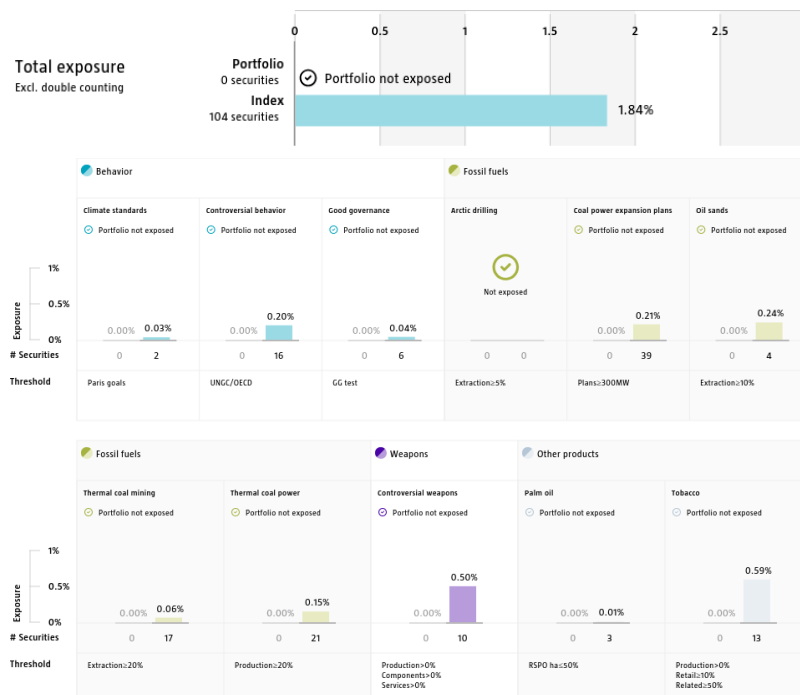 0 0.5 1 1.5 2 2.5
Total exposure
Excl. double counting
Portfolio
0 securities
Portfolio not exposed
Index
104 securities
1.84%
Behavior
Fossil fuels
Climate standards Controversial behavior Good governance Arctic drilling Coal power expansion plans Oil sands
Portfolio not exposed Portfolio not exposed Portfolio not exposed Portfolio not exposed Portfolio not exposed
Not exposed
Exposure
1%
0.5%
0%
0.00% 0.03% 0.00% 0.20% 0.00% 0.04% 0.00% 0.21% 0.00% 0.24%
# Securities 0 2 0 16 0 6 0 0 0 39 0 4
Threshold Paris goals UNGC/OECD GG test Extraction≥5% Plans≥300MW Extraction≥10%
Fossil fuels
Weapons
Other products
Thermal coal mining Thermal coal power Controversial weapons Palm oil Tobacco
Portfolio not exposed Portfolio not exposed Portfolio not exposed Portfolio not exposed Portfolio not exposed
Exposure
1%
0.5%
0%
0.00% 0.06% 0.00% 0.15% 0.00% 0.50% 0.00% 0.01% 0.00% 0.59%
# Securities 0 17 0 21 0 10 0 3 0 13
Threshold Extraction≥20% Production≥20% Production>0% RSPO ha≤50% Production>0%
Components>0% Retail≥10%
Services>0% Related≥50%